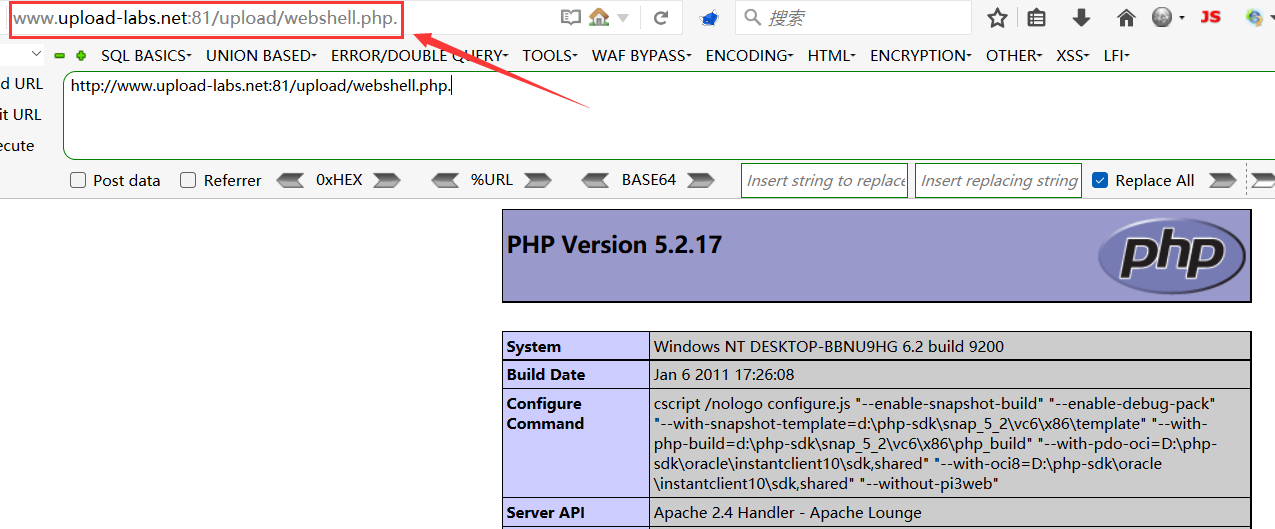 www.upload-labs.net:81/upload/webshell.php.
搜索
JS
SQL BASICS UNION BASED ERROR/DOUBLE QUERY TOOLS WAF BYPASS ENCODING HTML ENCRYPTION OTHER XSS LFI
d URL
http://www.upload-labs.net:81/upload/webshell.php.
it URL
ecute
Post data Referrer 0xHEX %URL BASE64 Insert string to replace Insert replacing string Replace All
PHP Version 5.2.17
php
System Windows NT DESKTOP-BBNU9HG 6.2 build 9200
Build Date Jan 6 2011 17:26:08
Configure Command cscript /nologo configure.js "--enable-snapshot-build" "--enable-debug-pack"
"--with-snapshot-template=d:\php-sdk\snap_5_2\vc6\x86\template" "--with-
php-build=d:\php-sdk\snap_5_2\vc6\x86\php_build" "--with-pdo-oci=D:\php-
sdk\oracle\instantclient10\sdk,shared" "--with-oci8=D:\php-sdk\oracle
\instantclient10\sdk,shared" "--without-pi3web"
Server API Apache 2.4 Handler - Apache Lounge